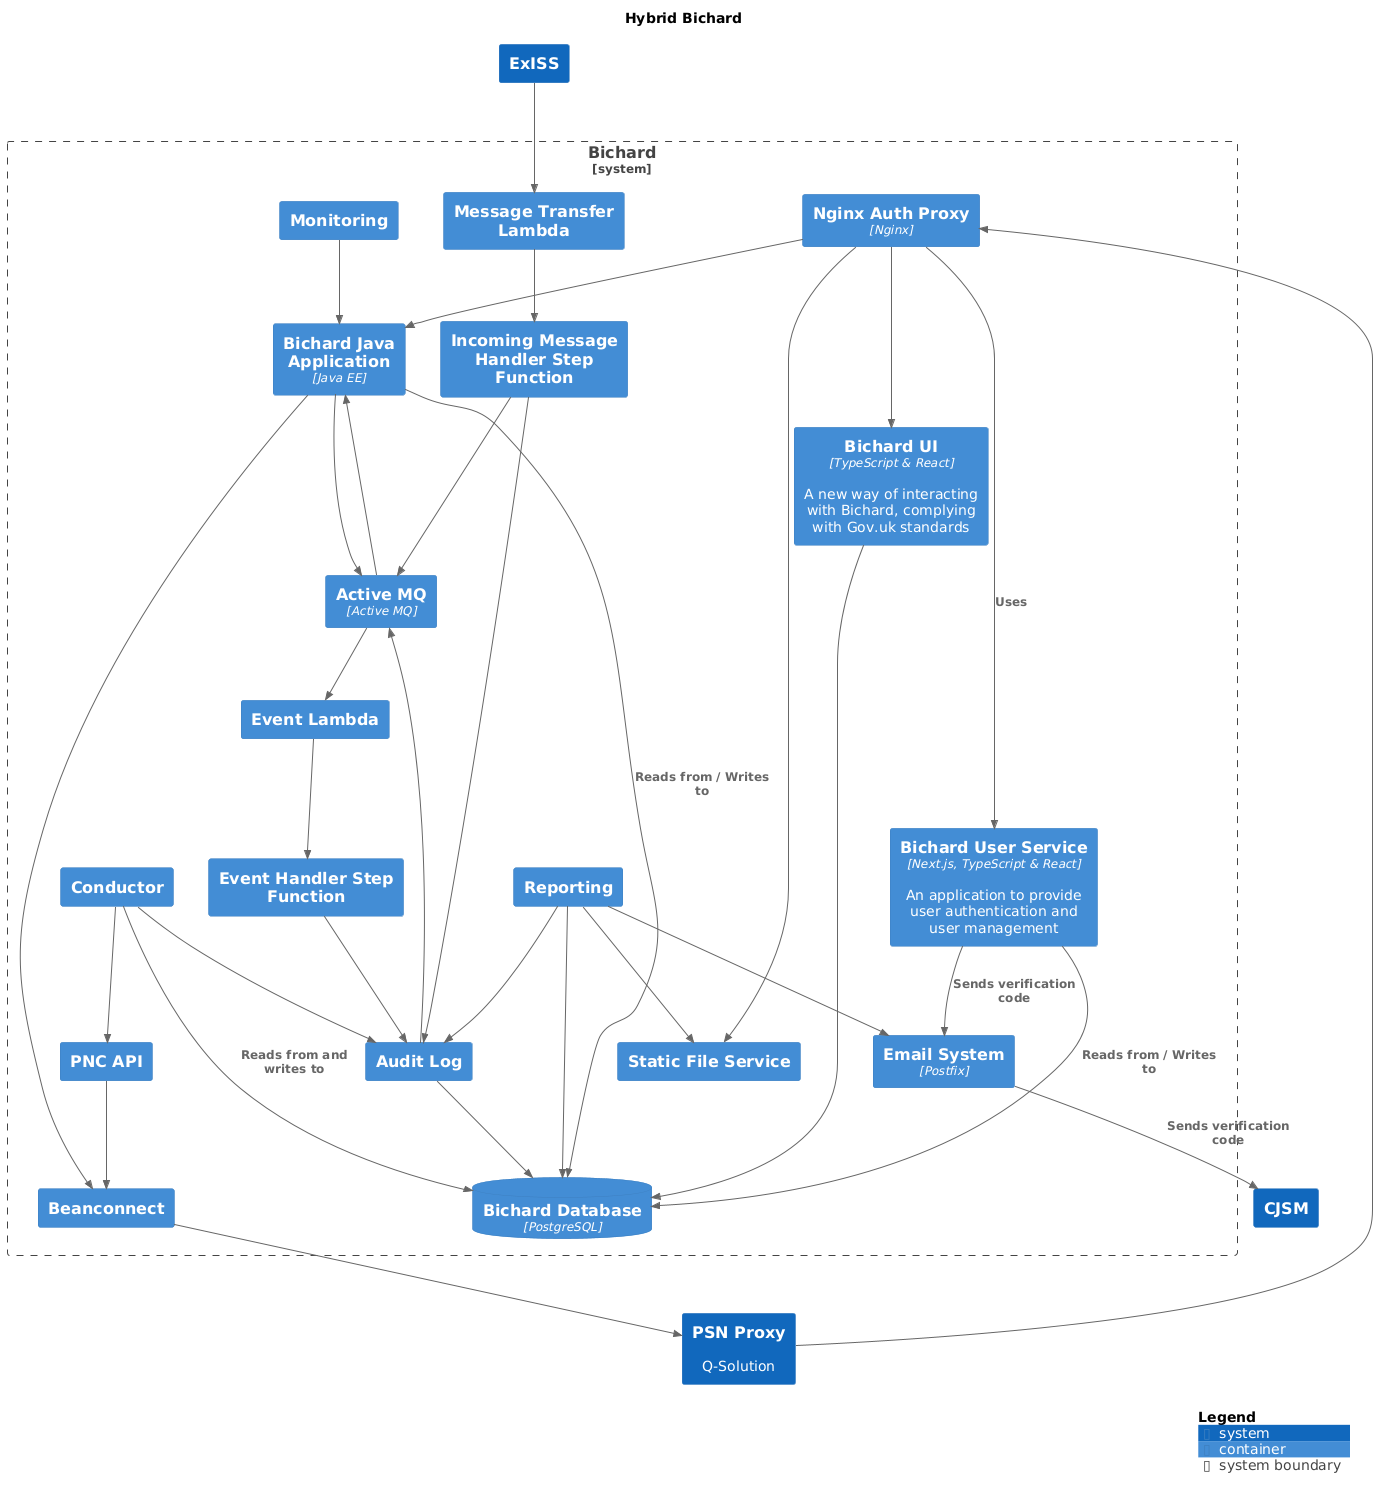 Hybrid Bichard
ExISS
Bichard
[system]
Monitoring
Message Transfer
Lambda
Nginx Auth Proxy
[Nginx]
Bichard Java
Application
[Java EE]
Incoming Message
Handler Step
Function
Bichard UI
[TypeScript & React]
A new way of interacting
with Bichard, complying
with Gov.uk standards
Active MQ
[Active MQ]
Uses
Event Lambda
Reads from / Writes
to
Conductor
Event Handler Step
Function
Reporting
Bichard User Service
[Next.js, TypeScript & React]
An application to provide
user authentication and
user management
Sends verification
code
PNC API
Reads from and
writes to
Audit Log
Static File Service
Email System
[Postfix]
Reads from / Writes
to
Sends verification
code
Beanconnect
Bichard Database
[PostgreSQL]
CJSM
PSN Proxy
Q-Solution
Legend
system
container
system boundary